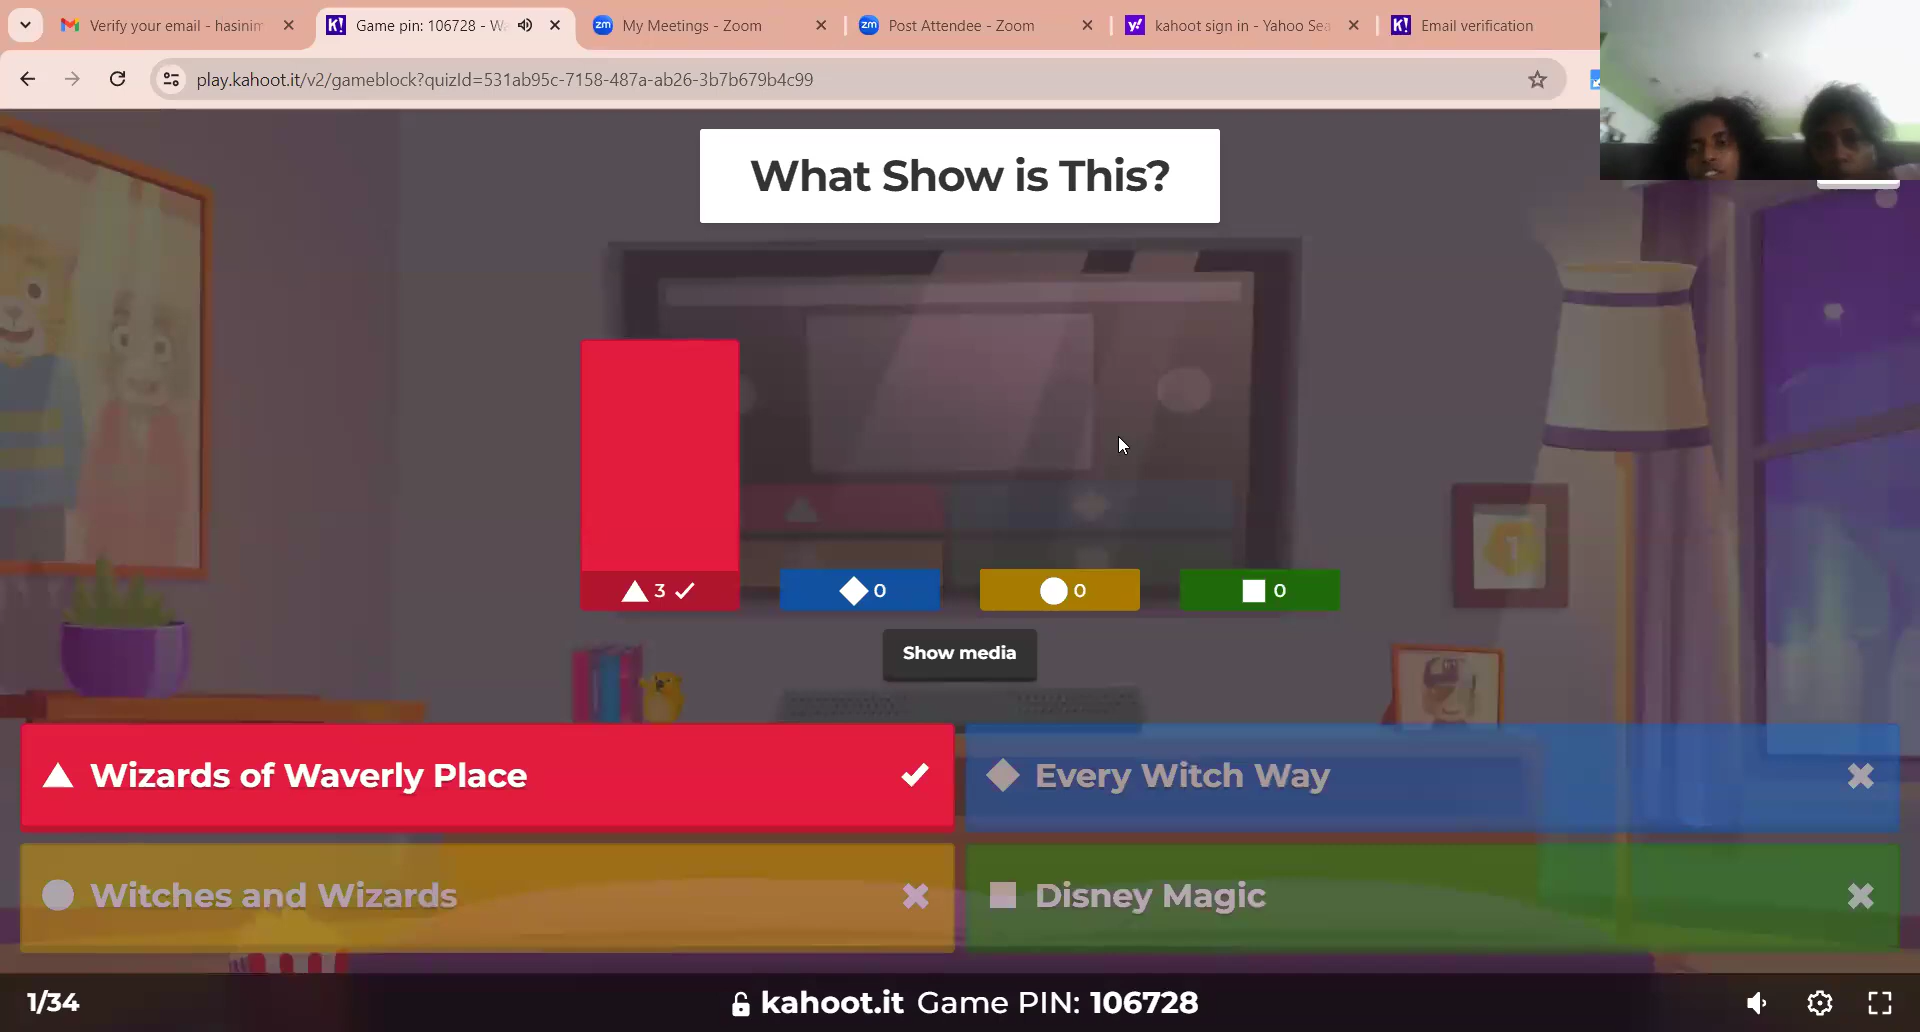 Verify your email - hasinim
Game pin: 106728 - Wa
My Meetings - Zoom
Post Attendee - Zoom
kahoot sign in - Yahoo Sea
Email verification
play.kahoot.it/v2/gameblock?quizId=531ab95c-7158-487a-ab26-3b7b679b4c99
What Show is This?
3
0
0
0
Show media
Wizards of Waverly Place
Every Witch Way
Witches and Wizards
Disney Magic
1/34
kahoot.it Game PIN: 106728